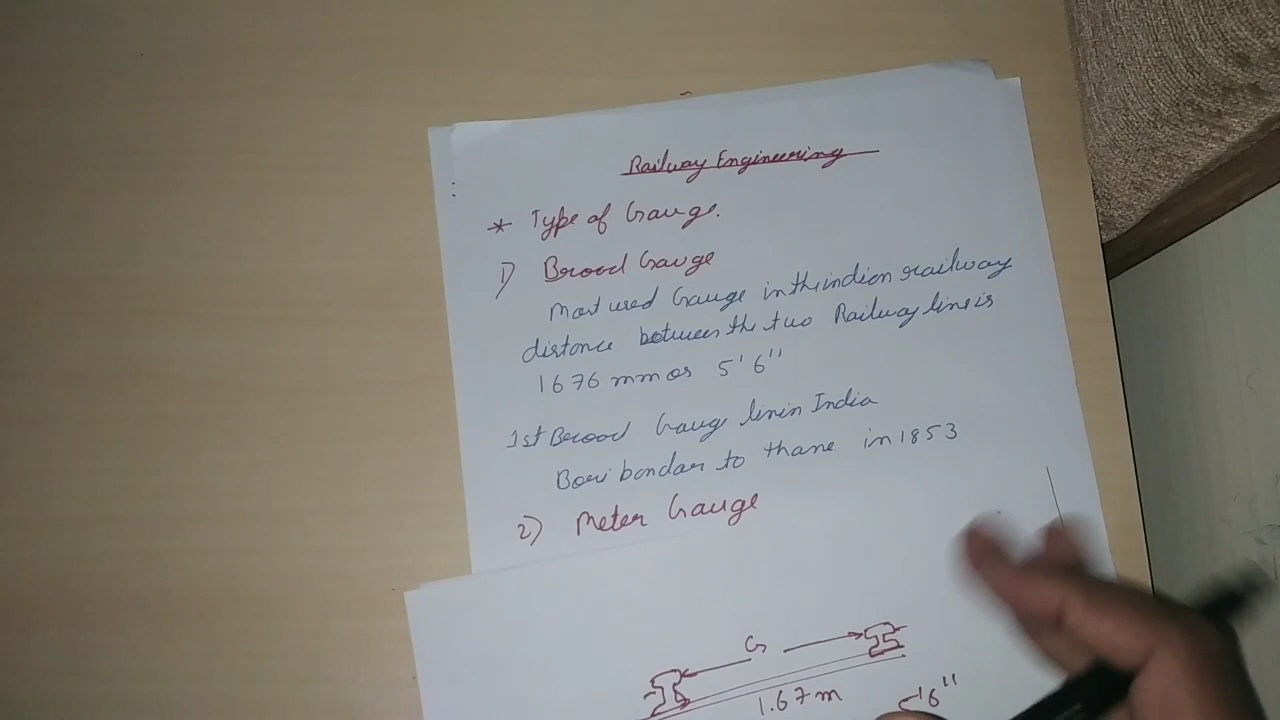 Railway Engineering
* Type of Gauge.
1) Broad Gauge
most used Gauge in the indian railway
distance between the two Railway line is
1676 mm or 5'6"
1st Broad Gauge line in India
Bori bandar to thane in 1853
2) Meter Gauge
G
1.67 m 5'6"